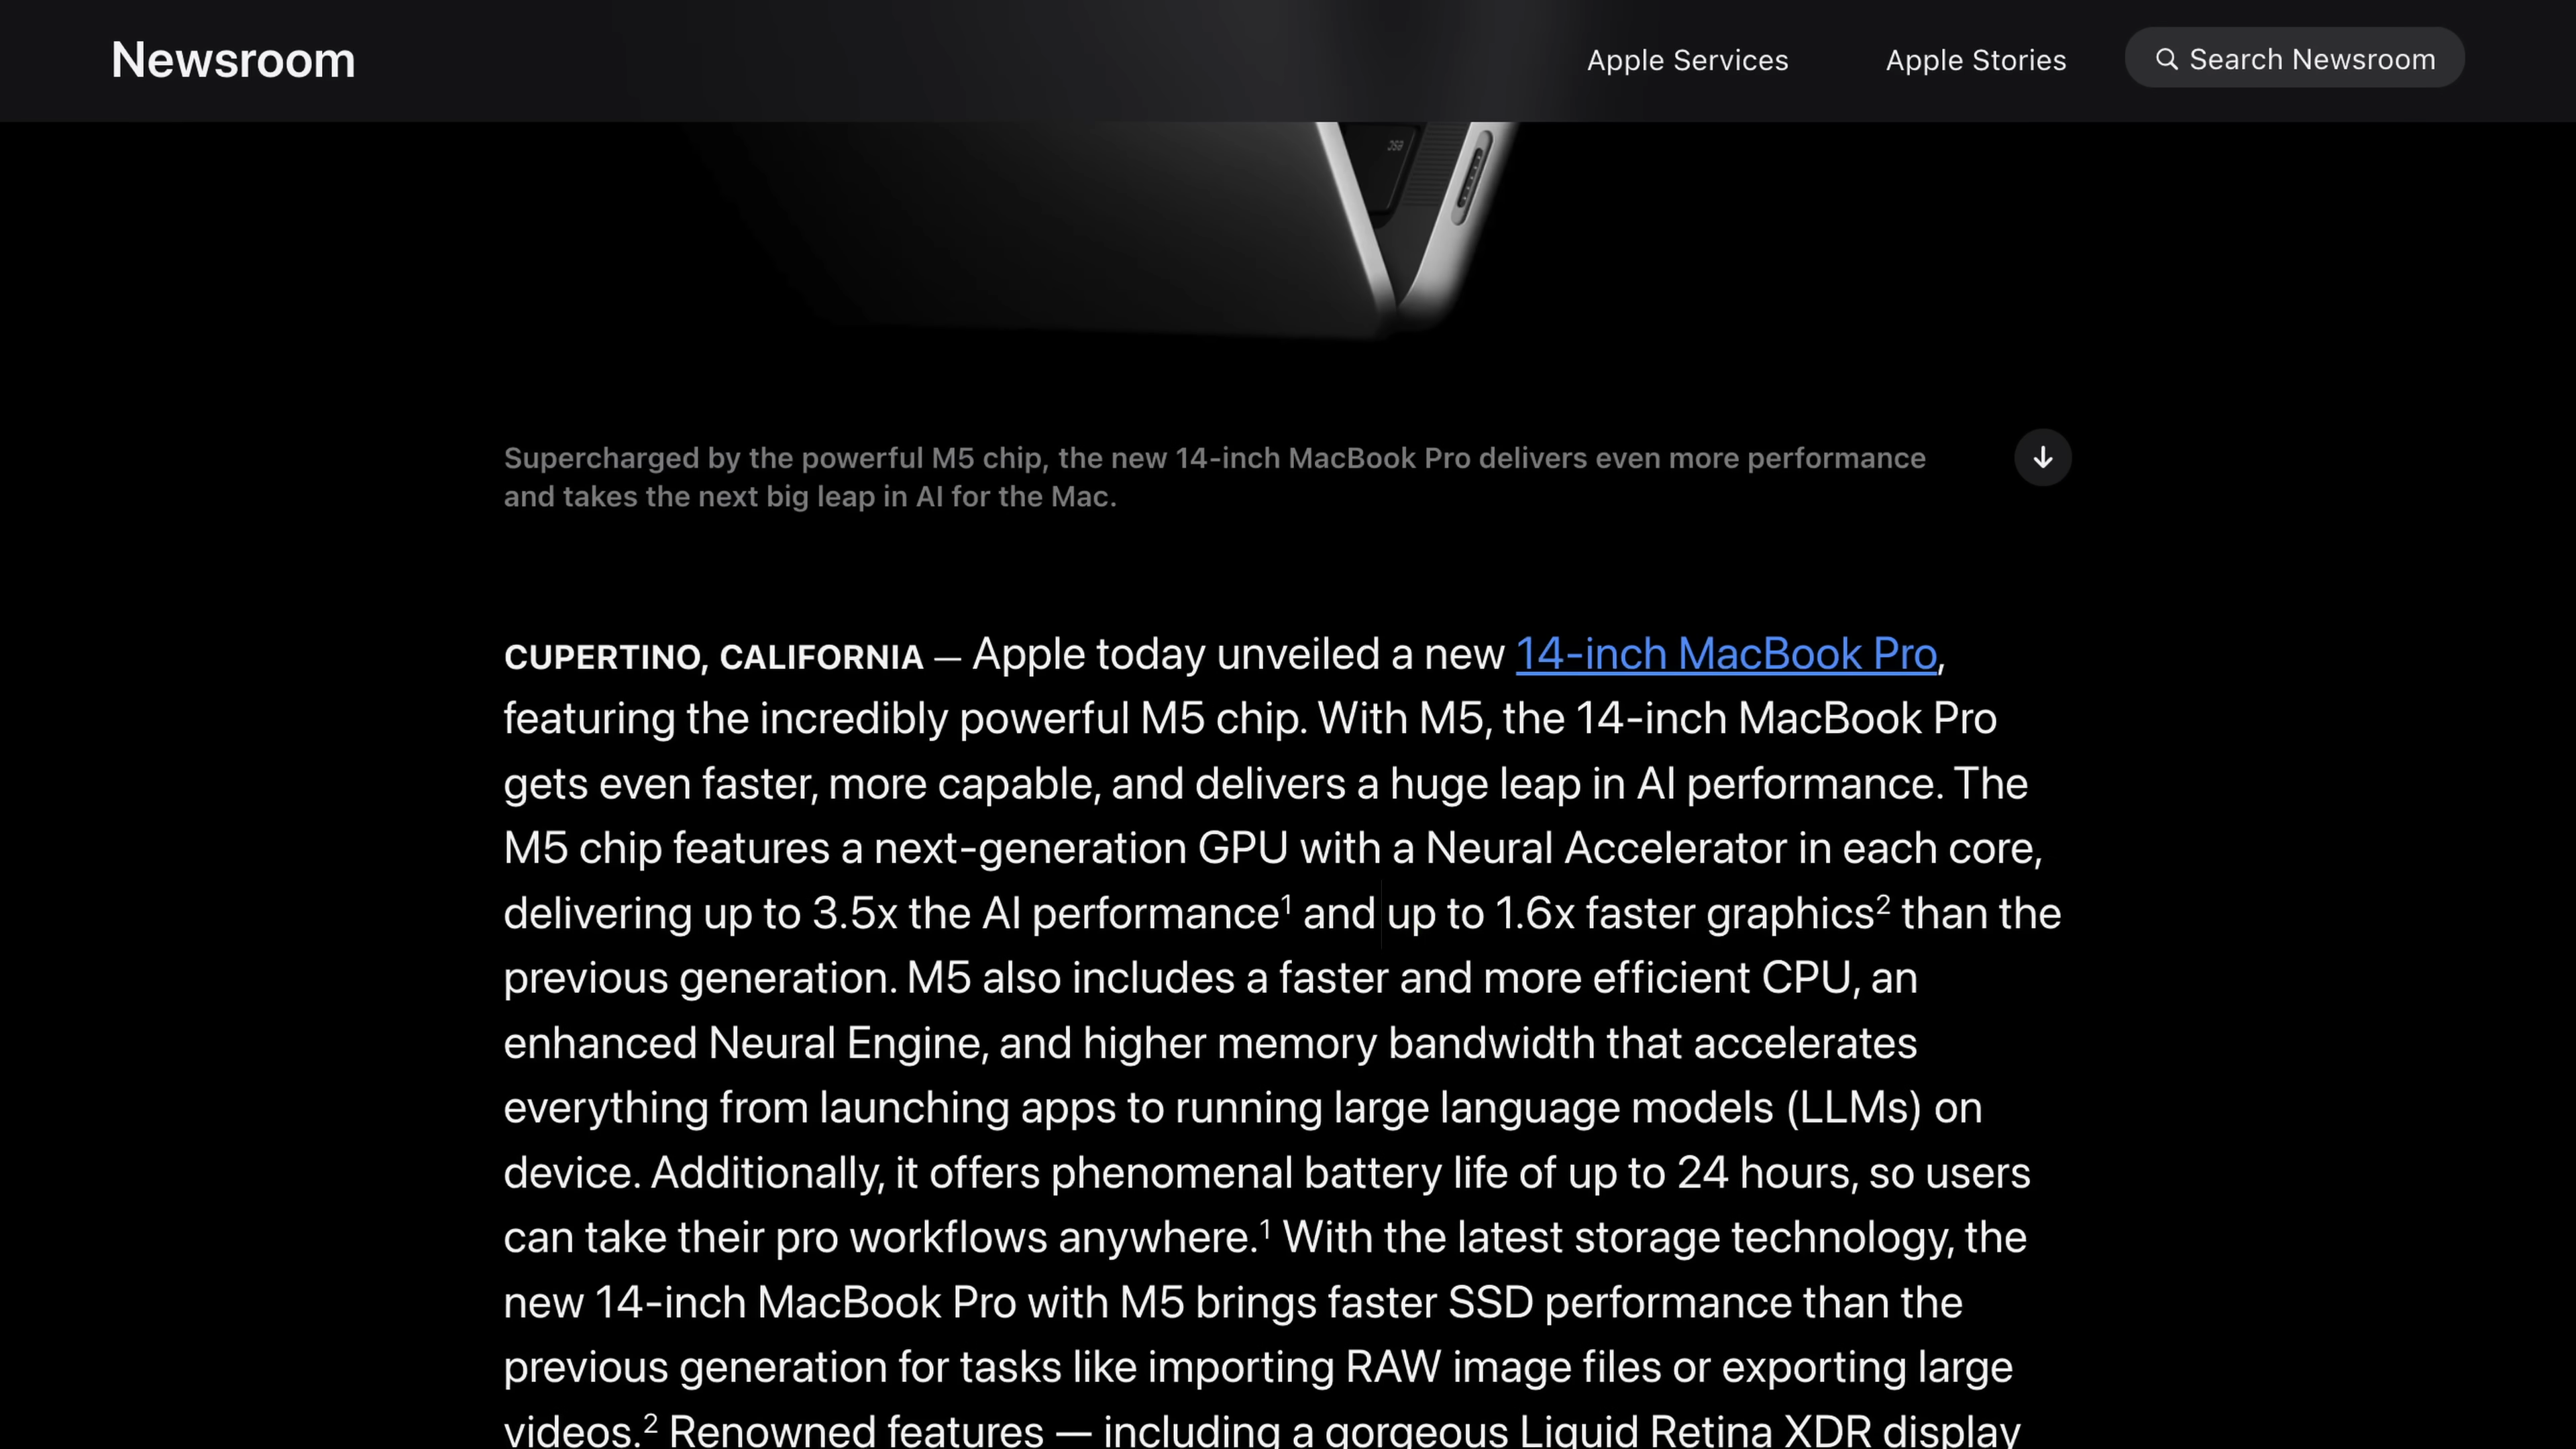 Newsroom
Apple Services
Apple Stories
Search Newsroom
esc
Supercharged by the powerful M5 chip, the new 14-inch MacBook Pro delivers even more performance
and takes the next big leap in AI for the Mac.
CUPERTINO, CALIFORNIA — Apple today unveiled a new 14-inch MacBook Pro,
featuring the incredibly powerful M5 chip. With M5, the 14-inch MacBook Pro
gets even faster, more capable, and delivers a huge leap in AI performance. The
M5 chip features a next-generation GPU with a Neural Accelerator in each core,
delivering up to 3.5x the AI performance¹ and up to 1.6x faster graphics² than the
previous generation. M5 also includes a faster and more efficient CPU, an
enhanced Neural Engine, and higher memory bandwidth that accelerates
everything from launching apps to running large language models (LLMs) on
device. Additionally, it offers phenomenal battery life of up to 24 hours, so users
can take their pro workflows anywhere.¹ With the latest storage technology, the
new 14-inch MacBook Pro with M5 brings faster SSD performance than the
previous generation for tasks like importing RAW image files or exporting large
videos.² Renowned features — including a gorgeous Liquid Retina XDR display